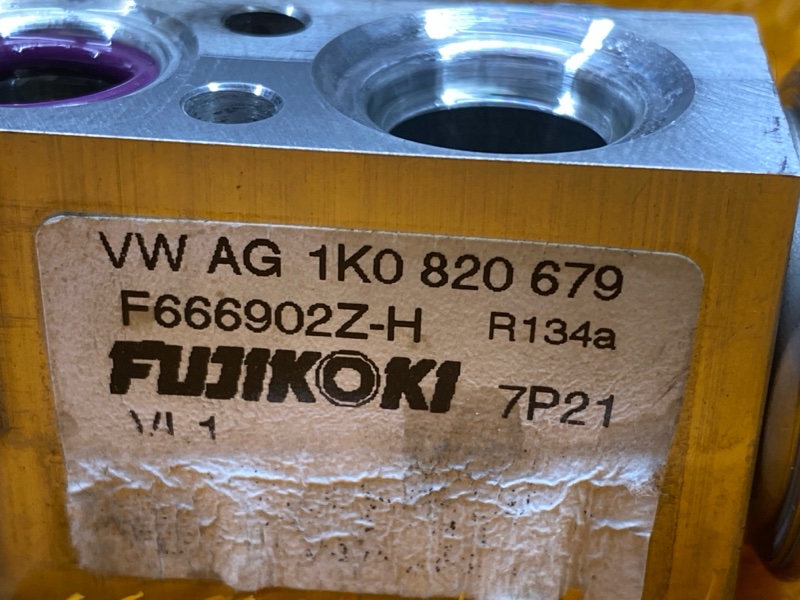 VW AG 1K0 820 679
F666902Z-H R134a
FUJIKOKI 7P21